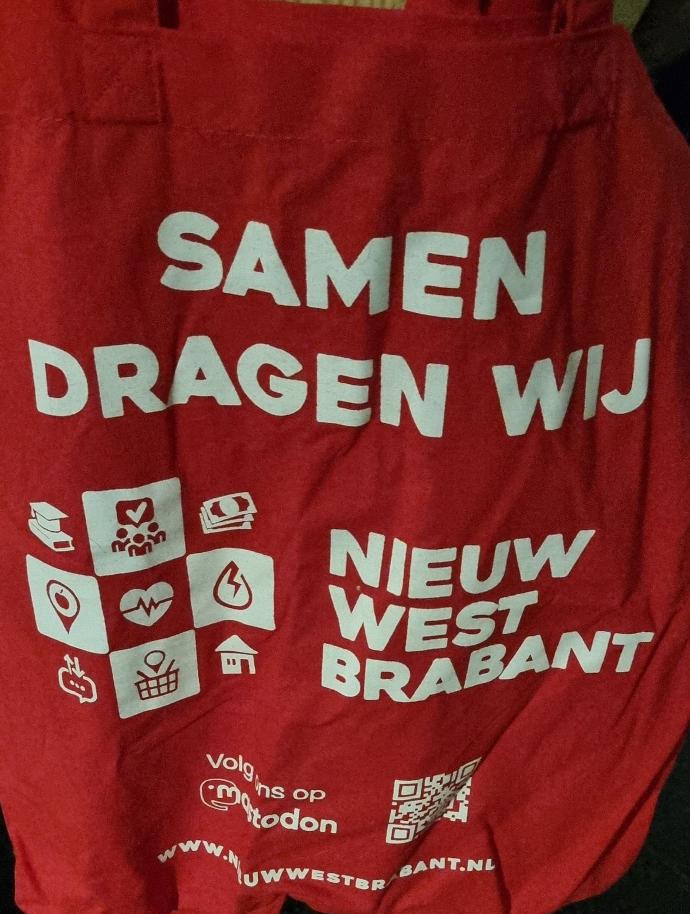 SAMEN
DRAGEN WIJ
NIEUW
WEST
BRABANT
Volg ons op
mastodon
WWW.NIEUWWESTBRABANT.NL